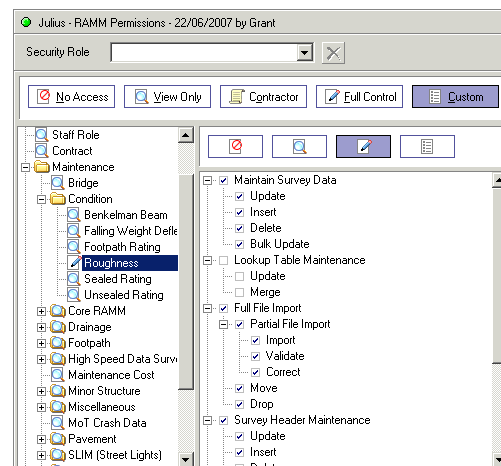 Julius - RAMM Permissions - 22/06/2007 by Grant
Security Role
No Access
View Only
Contractor
Full Control
Custom
Staff Role
Contract
Maintenance
Bridge
Condition
Benkelman Beam
Falling Weight Defle
Footpath Rating
Roughness
Sealed Rating
Unsealed Rating
Core RAMM
Drainage
Footpath
High Speed Data Surv
Maintenance Cost
Minor Structure
Miscellaneous
MoT Crash Data
Pavement
SLIM (Street Lights)
Maintain Survey Data
Update
Insert
Delete
Bulk Update
Lookup Table Maintenance
Update
Merge
Full File Import
Partial File Import
Import
Validate
Correct
Move
Drop
Survey Header Maintenance
Update
Insert